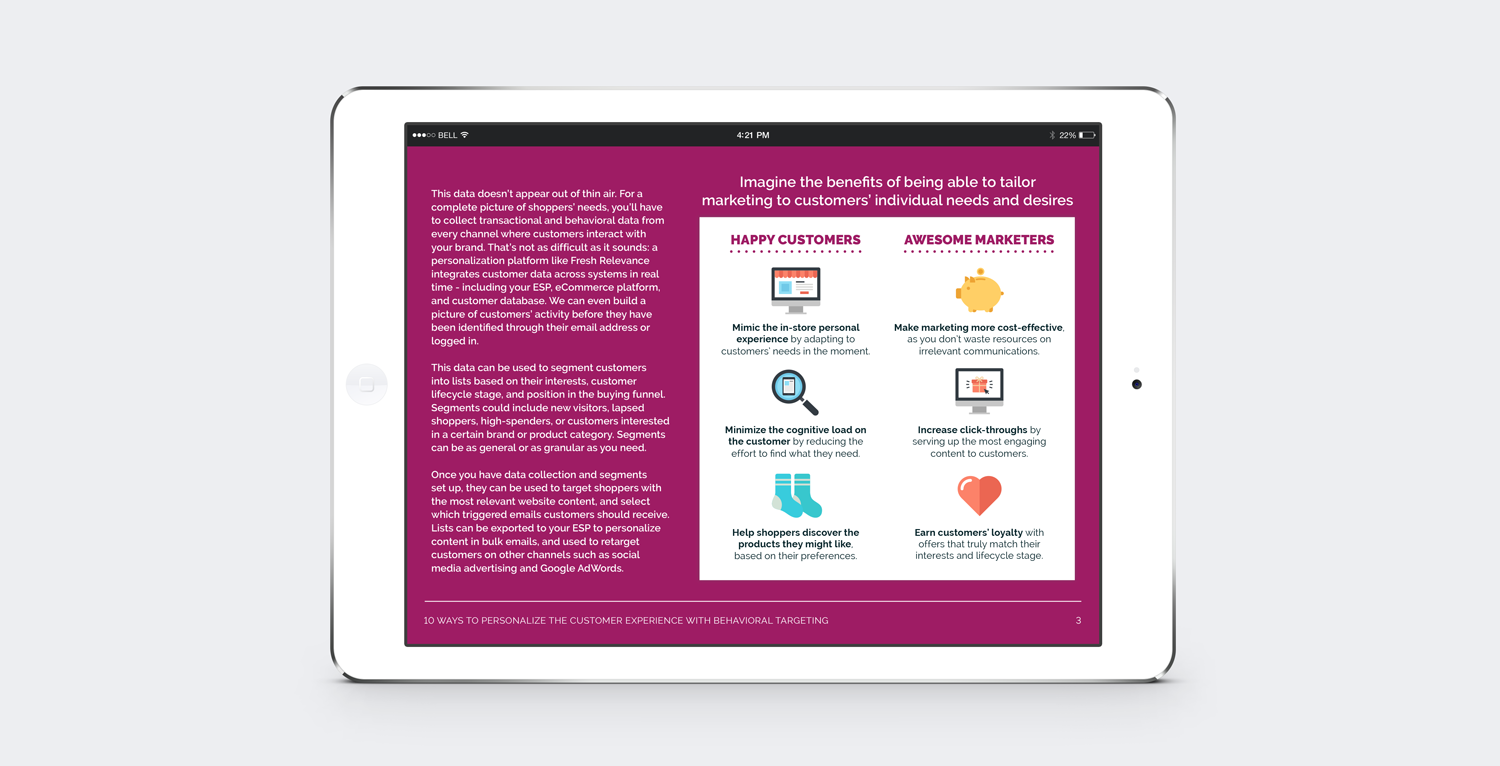 BELL
4:21 PM
22%
This data doesn't appear out of thin air. For a
complete picture of shoppers' needs, you'll have
to collect transactional and behavioral data from
every channel where customers interact with
your brand. That's not as difficult as it sounds: a
personalization platform like Fresh Relevance
integrates customer data across systems in real
time - including your ESP, eCommerce platform,
and customer database. We can even build a
picture of customers' activity before they have
been identified through their email address or
logged in.
This data can be used to segment customers
into lists based on their interests, customer
lifecycle stage, and position in the buying funnel.
Segments could include new visitors, lapsed
shoppers, high-spenders, or customers interested
in a certain brand or product category. Segments
can be as general or as granular as you need.
Once you have data collection and segments
set up, they can be used to target shoppers with
the most relevant website content, and select
which triggered emails customers should receive.
Lists can be exported to your ESP to personalize
content in bulk emails, and used to retarget
customers on other channels such as social
media advertising and Google AdWords.
Imagine the benefits of being able to tailor
marketing to customers' individual needs and desires
HAPPY CUSTOMERS
Mimic the in-store personal
experience by adapting to
customers' needs in the moment.
Minimize the cognitive load on
the customer by reducing the
effort to find what they need.
Help shoppers discover the
products they might like,
based on their preferences.
AWESOME MARKETERS
Make marketing more cost-effective,
as you don't waste resources on
irrelevant communications.
Increase click-throughs by
serving up the most engaging
content to customers.
Earn customers' loyalty with
offers that truly match their
interests and lifecycle stage.
10 WAYS TO PERSONALIZE THE CUSTOMER EXPERIENCE WITH BEHAVIORAL TARGETING
3